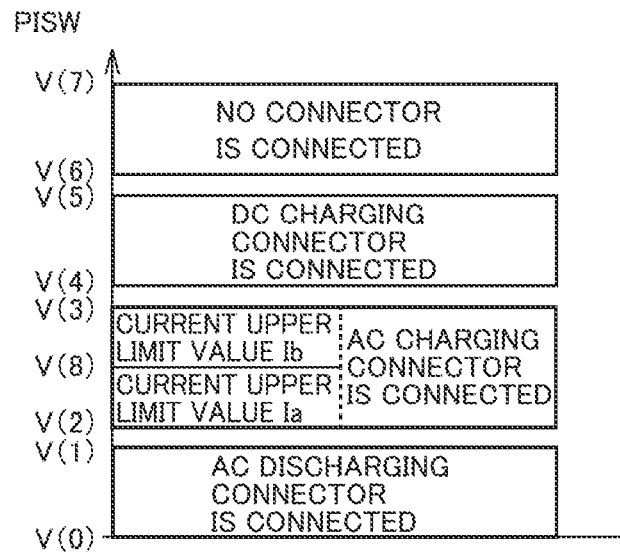 PISW
V(7)
NO CONNECTOR
IS CONNECTED
V(6)
V(5)
DC CHARGING
CONNECTOR
IS CONNECTED
V(4)
V(3)
CURRENT UPPER
LIMIT VALUE Ib
AC CHARGING
CONNECTOR
IS CONNECTED
V(8)
CURRENT UPPER
LIMIT VALUE Ia
V(2)
V(1)
AC DISCHARGING
CONNECTOR
IS CONNECTED
V(0)